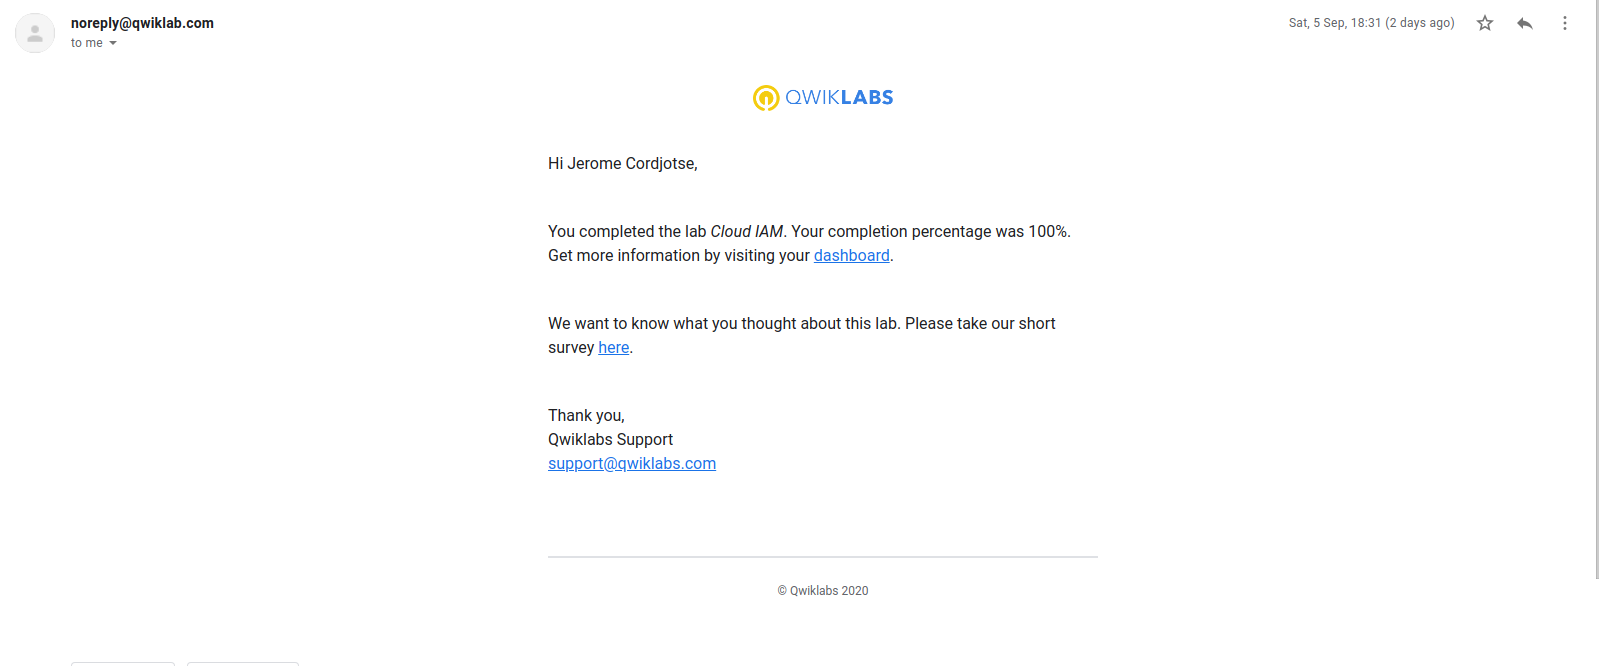 noreply@qwiklab.com
to me
Sat, 5 Sep, 18:31 (2 days ago)
QWIKLABS
Hi Jerome Cordjotse,
You completed the lab Cloud IAM. Your completion percentage was 100%.
Get more information by visiting your dashboard.
We want to know what you thought about this lab. Please take our short
survey here.
Thank you,
Qwiklabs Support
support@qwiklabs.com
© Qwiklabs 2020